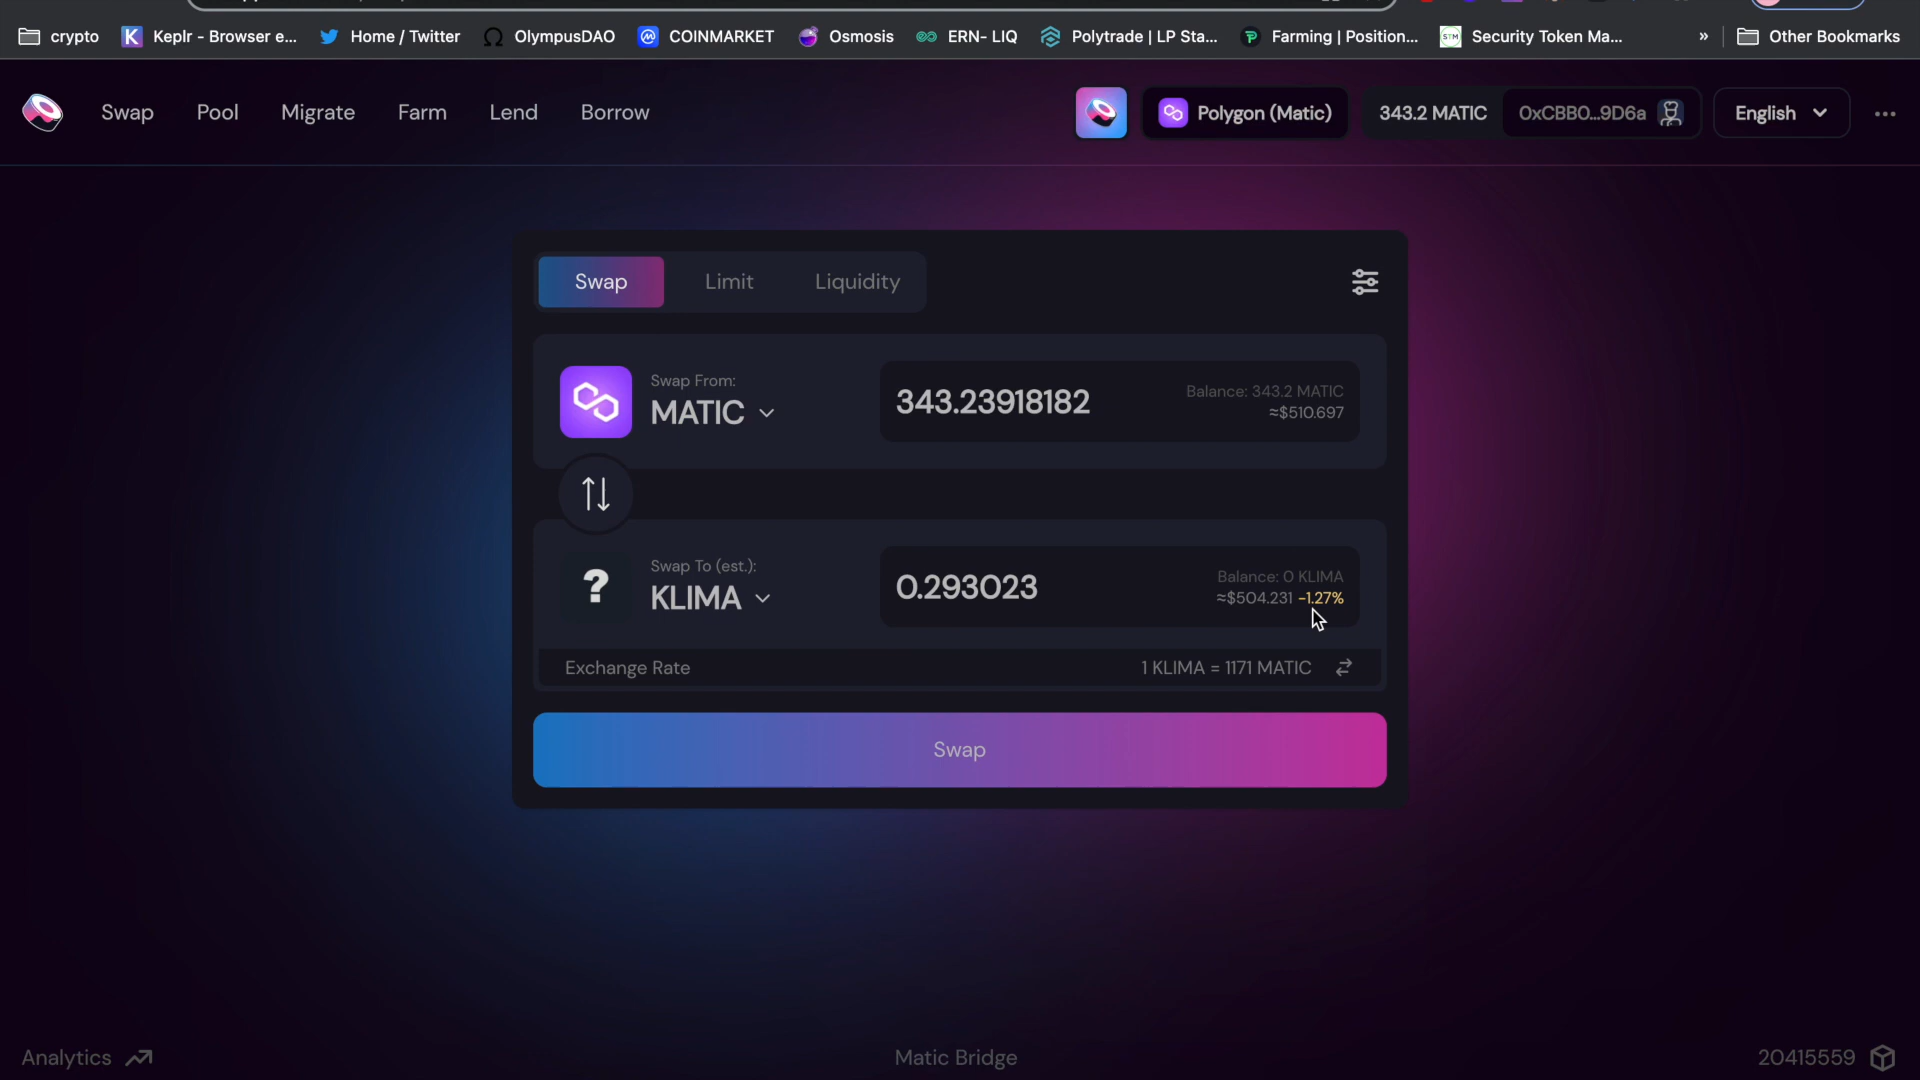 crypto Keplr - Browser e... Home / Twitter OlympusDAO COINMARKET Osmosis ERN- LIQ Polytrade | LP Sta... Farming | Position... STM Security Token Ma... » Other Bookmarks
Swap Pool Migrate Farm Lend Borrow Polygon (Matic) 343.2 MATIC 0xCBB0...9D6a English ...
Swap Limit Liquidity
Swap From:
MATIC
343.23918182
Balance: 343.2 MATIC
≈$510.697
?
Swap To (est.):
KLIMA
0.293023
Balance: 0 KLIMA
≈$504.231 -1.27%
Exchange Rate 1 KLIMA = 1171 MATIC
Swap
Analytics Matic Bridge 20415559